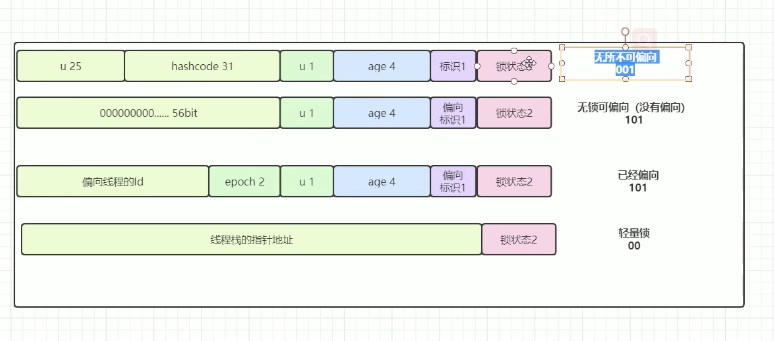 u 25 hashcode 31 u 1 age 4 标识1 锁状态 无所不可偏向
001
000000000...... 56bit u 1 age 4 偏向 标识1 锁状态2 无锁可偏向（没有偏向）
101
偏向线程的Id epoch 2 u 1 age 4 偏向 标识1 锁状态2 已经偏向
101
线程栈的指针地址 锁状态2 轻量锁
00